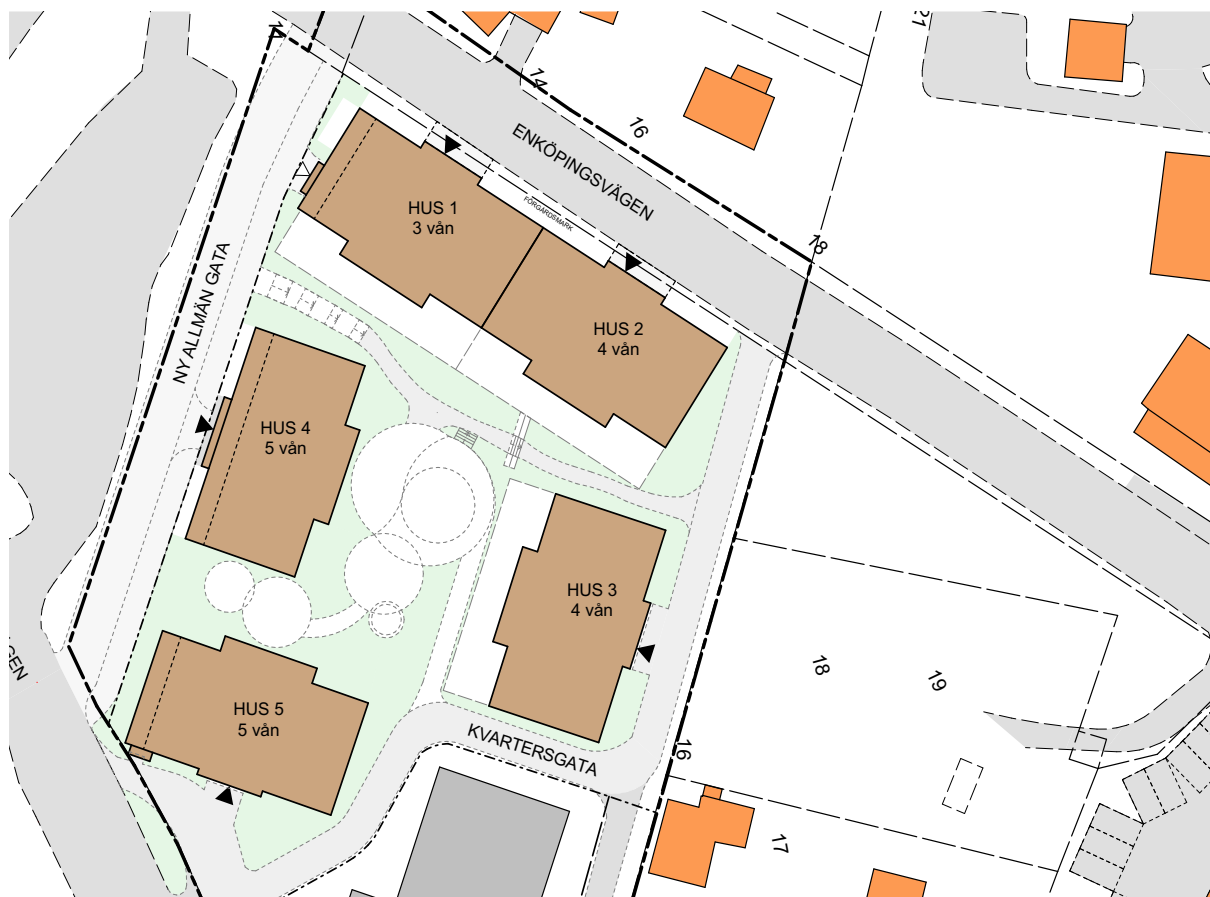 21
14
16
ENKÖPINGSVÄGEN
18
HUS 1
3 vån
FÖRGÅRDSMARK
NY ALLMÄN GATA
HUS 2
4 vån
HUS 4
5 vån
HUS 3
4 vån
GEN
18
19
HUS 5
5 vån
KVARTERSGATA
16
17